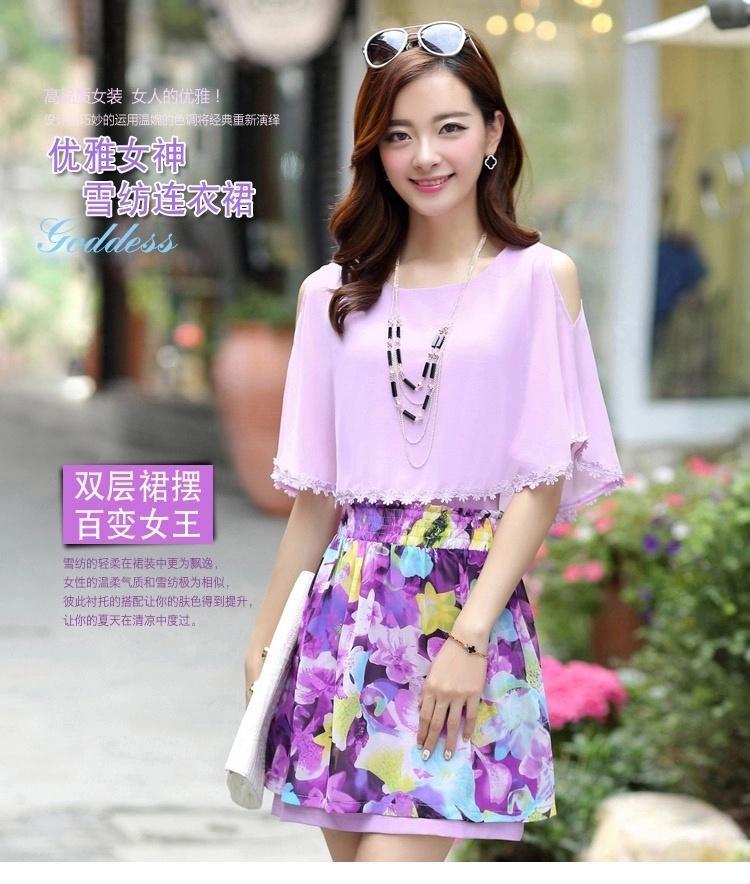 高品质女装 女人的优雅！
设计师巧妙的运用温婉的色调将经典重新演绎
优雅女神
雪纺连衣裙
Goddess
双层裙摆
百变女王
雪纺的轻柔在裙装中更为飘逸，
女性的温柔气质和雪纺极为相似，
彼此衬托的搭配让你的肤色得到提升，
让你的夏天在清凉中度过。